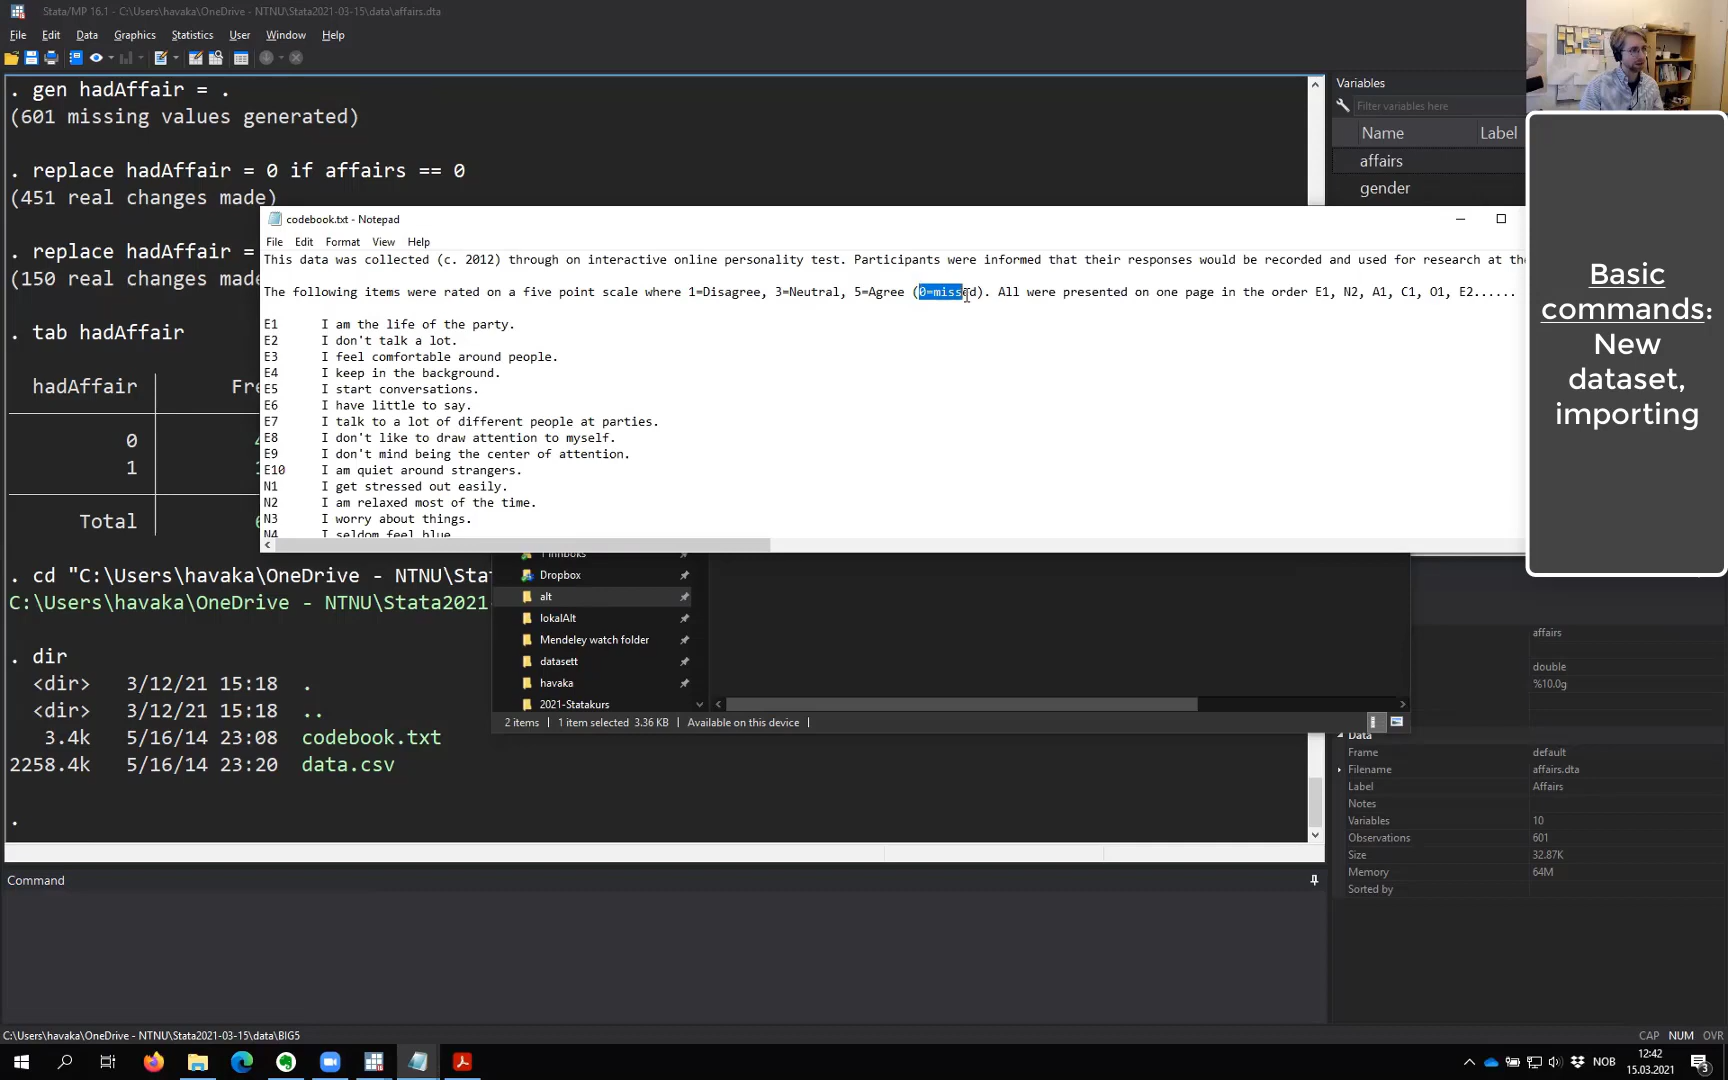 Stata/MP 16.1 - C:\Users\havaka\OneDrive - NTNU\Stata2021-03-15\data\affairs.dta
File Edit Data Graphics Statistics User Window Help
. gen hadAffair = .
(601 missing values generated)
. replace hadAffair = 0 if affairs == 0
(451 real changes made)
. replace hadAffair =
(150 real changes made
. tab hadAffair
hadAffair Fre
0
1
Total
. cd "C:\Users\havaka\OneDrive - NTNU\Sta
C:\Users\havaka\OneDrive - NTNU\Stata2021
. dir
<dir> 3/12/21 15:18 .
<dir> 3/12/21 15:18 ..
3.4k 5/16/14 23:08 codebook.txt
2258.4k 5/16/14 23:20 data.csv
.
Command
codebook.txt - Notepad
File Edit Format View Help
This data was collected (c. 2012) through on interactive online personality test. Participants were informed that their responses would be recorded and used for research at the
The following items were rated on a five point scale where 1=Disagree, 3=Neutral, 5=Agree (0=missed). All were presented on one page in the order E1, N2, A1, C1, O1, E2......
E1 I am the life of the party.
E2 I don't talk a lot.
E3 I feel comfortable around people.
E4 I keep in the background.
E5 I start conversations.
E6 I have little to say.
E7 I talk to a lot of different people at parties.
E8 I don't like to draw attention to myself.
E9 I don't mind being the center of attention.
E10 I am quiet around strangers.
N1 I get stressed out easily.
N2 I am relaxed most of the time.
N3 I worry about things.
N4 I seldom feel blue
Dropbox
alt
lokalAlt
Mendeley watch folder
datasett
havaka
2021-Statakurs
2 items 1 item selected 3.36 KB Available on this device
Variables
Filter variables here
Name Label
affairs
gender
Basic
commands:
New
dataset,
importing
affairs
double
%10.0g
Data
Frame default
Filename affairs.dta
Label Affairs
Notes
Variables 10
Observations 601
Size 32.87K
Memory 64M
Sorted by
C:\Users\havaka\OneDrive - NTNU\Stata2021-03-15\data\BIG5
CAP NUM OVR
NOB
12:42
15.03.2021
3